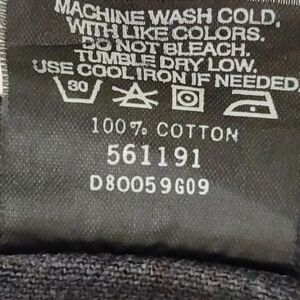 MACHINE WASH COLD,
WITH LIKE COLORS.
DO NOT BLEACH.
TUMBLE DRY LOW.
USE COOL IRON IF NEEDED.
30
100% COTTON
561191
D80059G09